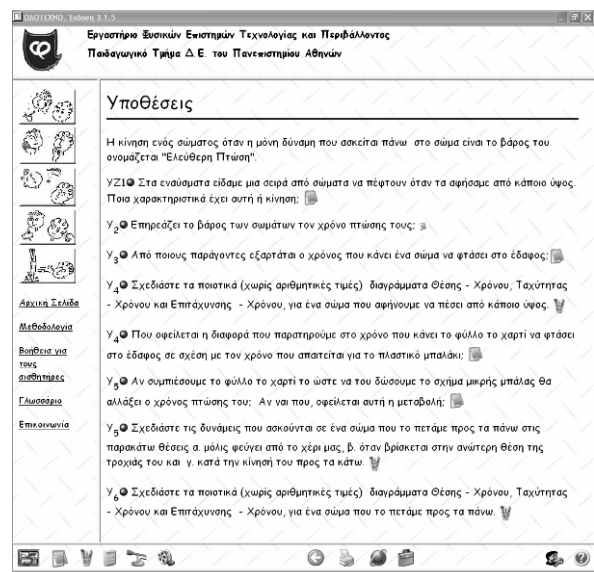 ΟΛΟΤΕΧΝΟ, Έκδοση 3.1.5
Εργαστήριο Φυσικών Επιστημών Τεχνολογίας και Περιβάλλοντος
Παιδαγωγικό Τμήμα Δ.Ε. του Πανεπιστημίου Αθηνών
Υποθέσεις
Η κίνηση ενός σώματος όταν η μόνη δύναμη που ασκείται πάνω στο σώμα είναι το βάρος του
ονομάζεται "Ελεύθερη Πτώση".
ΥΖ1 Στα εναύσματα είδαμε μια σειρά από σώματα να πέφτουν όταν τα αφήσαμε από κάποιο ύψος.
Ποια χαρακτηριστικά έχει αυτή η κίνηση;
Υ2 Επηρεάζει το βάρος των σωμάτων τον χρόνο πτώσης τους;
Υ3 Από ποιους παράγοντες εξαρτάται ο χρόνος που κάνει ένα σώμα να φτάσει στο έδαφος;
Υ4 Σχεδιάστε τα ποιοτικά (χωρίς αριθμητικές τιμές) διαγράμματα Θέσης - Χρόνου, Ταχύτητας
- Χρόνου και Επιτάχυνσης - Χρόνου, για ένα σώμα που αφήνουμε να πέσει από κάποιο ύψος.
Υ4 Που οφείλεται η διαφορά που παρατηρούμε στο χρόνο που κάνει το φύλλο το χαρτί να φτάσει
στο έδαφος σε σχέση με τον χρόνο που απαιτείται για το πλαστικό μπαλάκι;
Υ5 Αν συμπιέσουμε το φύλλο το χαρτί το ώστε να του δώσουμε το σχήμα μικρής μπάλας θα
αλλάξει ο χρόνος πτώσης του; Αν ναι που, οφείλεται αυτή η μεταβολή;
Υ5 Σχεδιάστε τις δυνάμεις που ασκούνται σε ένα σώμα που το πετάμε προς τα πάνω στις
παρακάτω θέσεις α. μόλις φεύγει από το χέρι μας, β. όταν βρίσκεται στην ανώτερη θέση της
τροχιάς του και γ. κατά την κίνησή του προς τα κάτω.
Υ6 Σχεδιάστε τα ποιοτικά (χωρίς αριθμητικές τιμές) διαγράμματα Θέσης - Χρόνου, Ταχύτητας
- Χρόνου και Επιτάχυνσης - Χρόνου, για ένα σώμα που το πετάμε προς τα πάνω.
Αρχική Σελίδα
Μεθοδολογία
Βοήθεια για
τους
αισθητήρες
Γλωσσάριο
Επικοινωνία